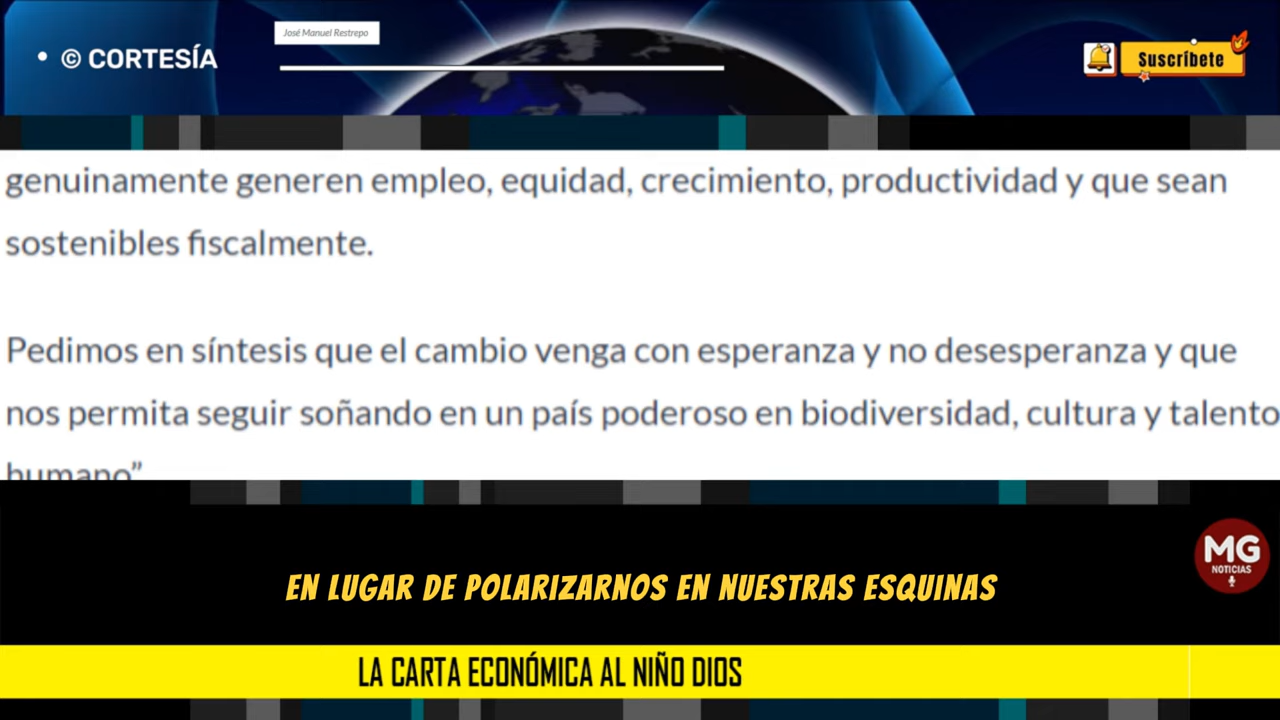 José Manuel Restrepo
• © CORTESÍA
Suscríbete
genuinamente generen empleo, equidad, crecimiento, productividad y que sean
sostenibles fiscalmente.
Pedimos en síntesis que el cambio venga con esperanza y no desesperanza y que
nos permita seguir soñando en un país poderoso en biodiversidad, cultura y talento
humano”
MG
NOTICIAS
EN LUGAR DE POLARIZARNOS EN NUESTRAS ESQUINAS
LA CARTA ECONÓMICA AL NIÑO DIOS